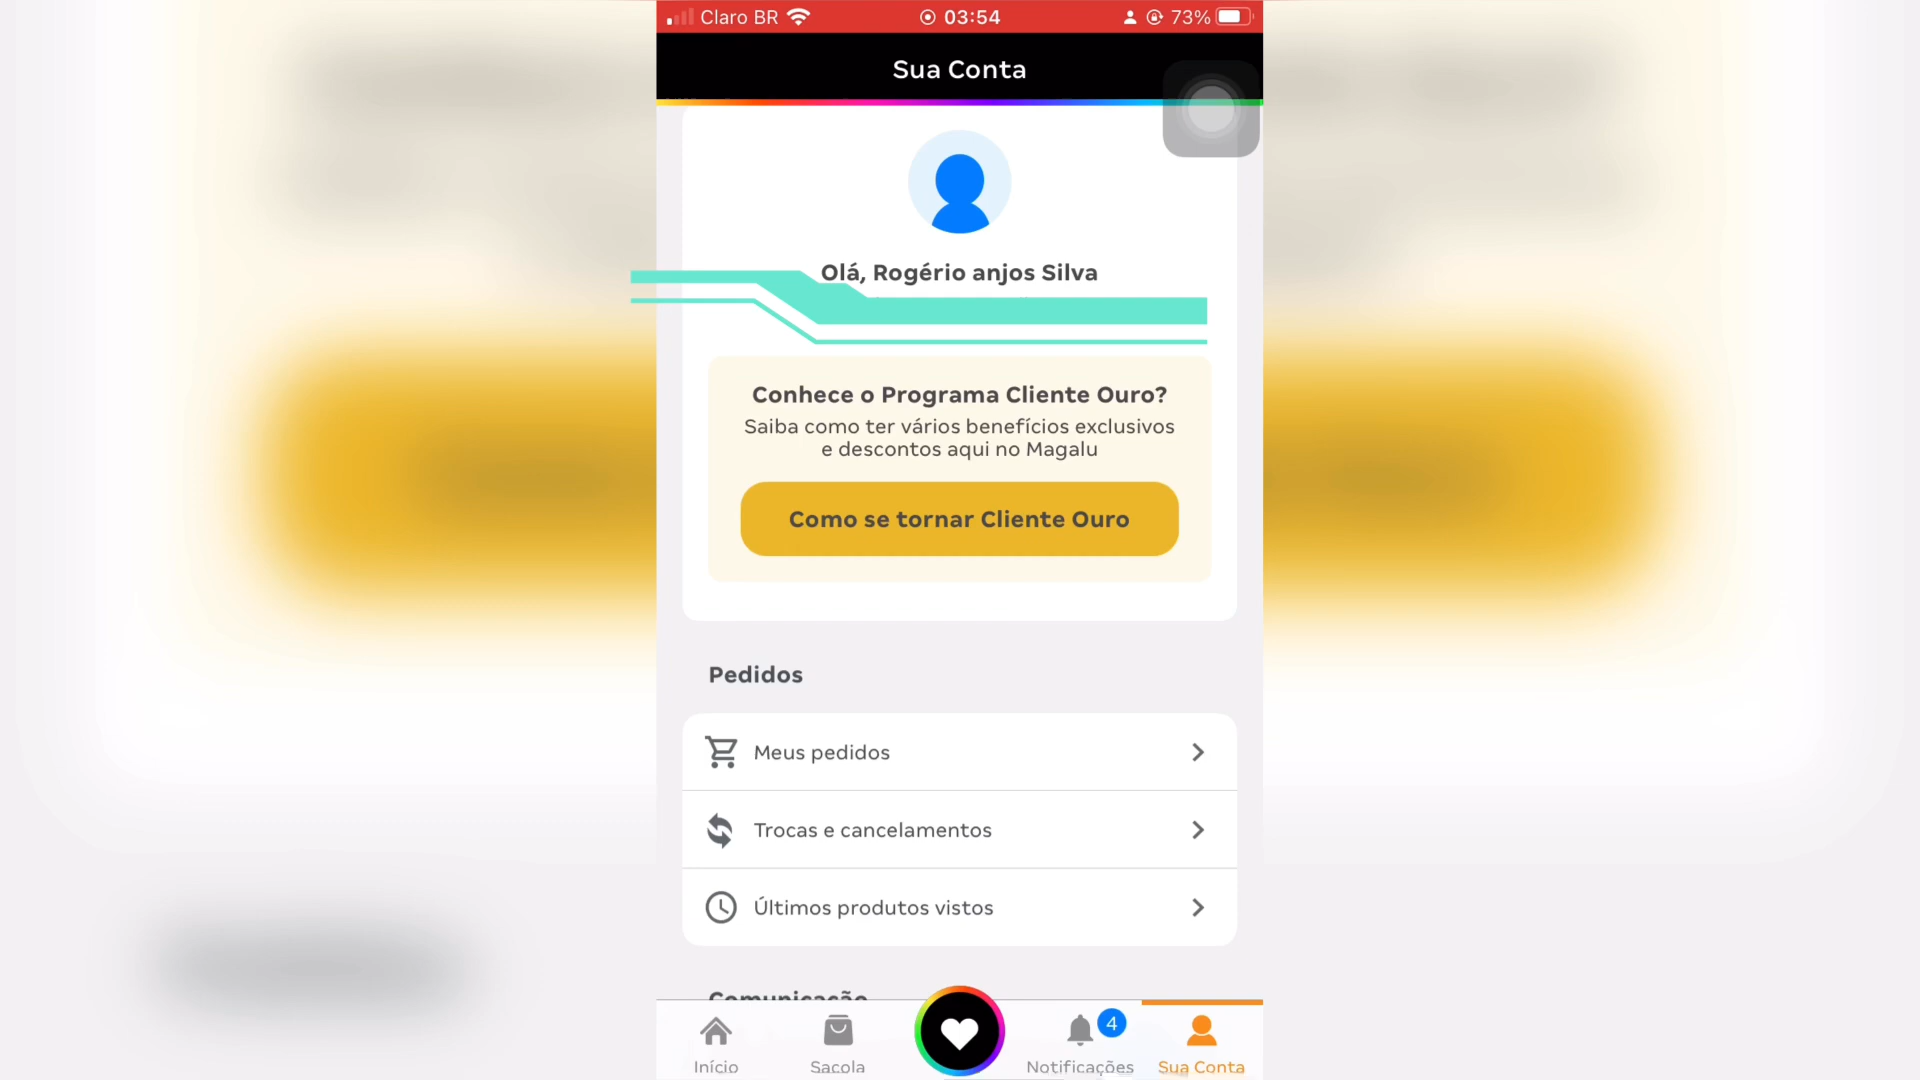 Claro BR 03:54 73%
Sua Conta
Olá, Rogério anjos Silva
Conhece o Programa Cliente Ouro?
Saiba como ter vários benefícios exclusivos
e descontos aqui no Magalu
Como se tornar Cliente Ouro
Pedidos
Meus pedidos
Trocas e cancelamentos
Últimos produtos vistos
Comunicação
4
Início Sacola Notificações Sua Conta